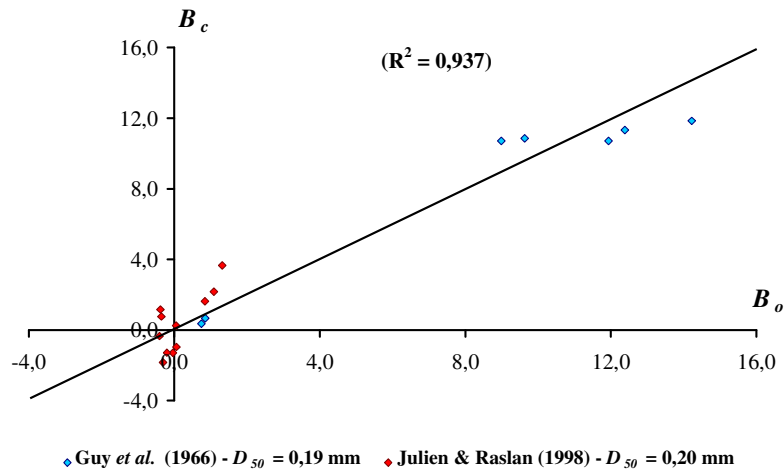 B c
16,0
(R² = 0,937)
12,0
8,0
4,0
B o
0,0
-4,0 0,0 4,0 8,0 12,0 16,0
-4,0
Guy et al. (1966) - D 50 = 0,19 mm Julien & Raslan (1998) - D 50 = 0,20 mm